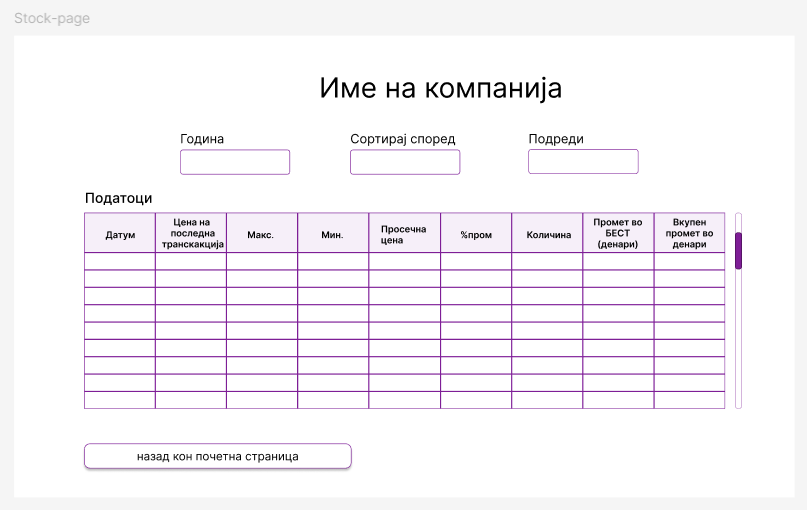 Stock-page
Име на компанија
Година
Сортирај според
Подреди
Податоци
Датум
Цена на
последна
транскакција
Макс.
Мин.
Просечна
цена
%пром
Количина
Промет во
БЕСТ
(денари)
Вкупен
промет во
денари
назад кон почетна страница